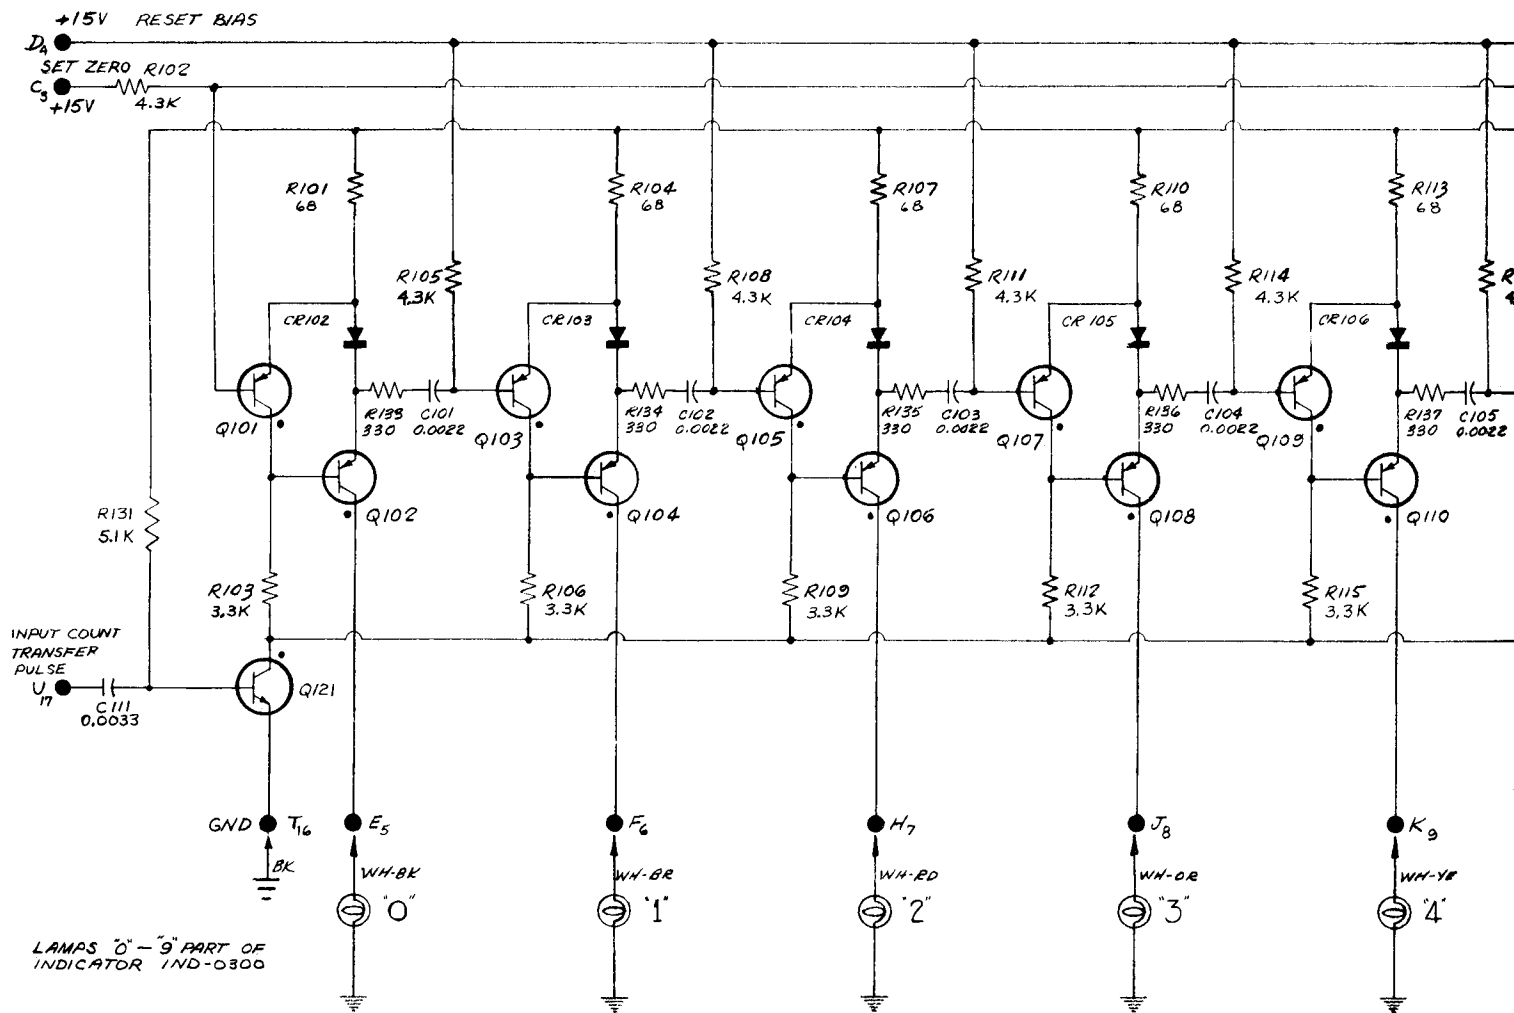 +15V RESET BIAS
D4
SET ZERO R102
C3
+15V
4.3K
R101
68
R104
68
R107
68
R110
68
R113
68
R105
4.3K
R108
4.3K
R111
4.3K
R114
4.3K
R
4
CR102
CR103
CR104
CR105
CR106
Q101
R133
330
C101
0.0022
Q103
R134
330
C102
0.0022
Q105
R135
330
C103
0.0022
Q107
R136
330
C104
0.0022
Q109
R137
330
C105
0.0022
R131
5.1K
Q102
Q104
Q106
Q108
Q110
R103
3.3K
R106
3.3K
R109
3.3K
R112
3.3K
R115
3.3K
INPUT COUNT
TRANSFER
PULSE
U17
C111
0.0033
Q121
GND T16 E5 F6 H7 J8 K9
BK WH-BK WH-BR WH-RD WH-OR WH-YE
"0" "1" "2" "3" "4"
LAMPS "0"-"9" PART OF
INDICATOR IND-0300